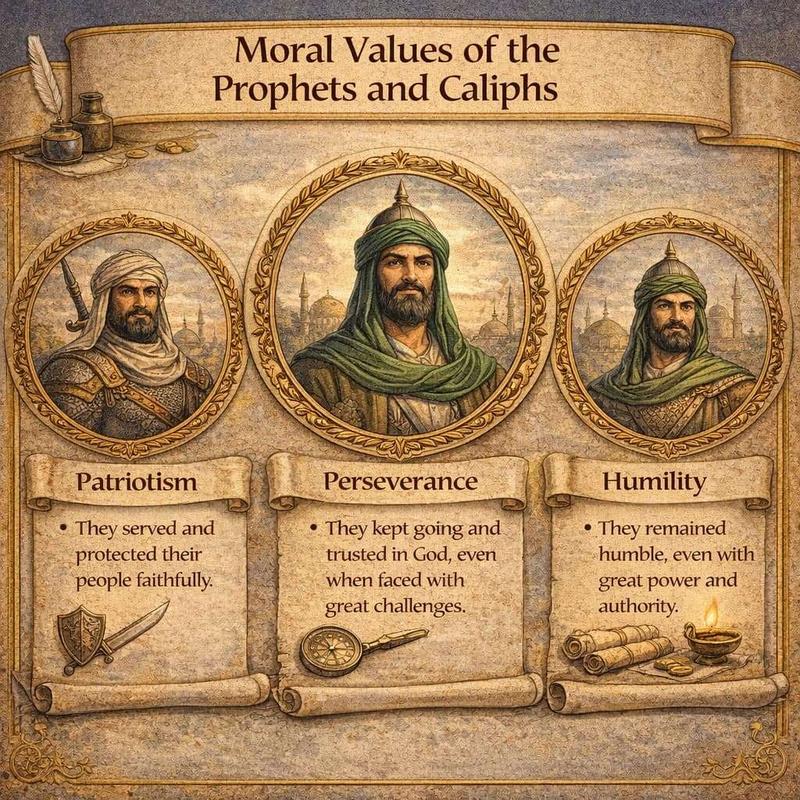 Moral Values of the
Prophets and Caliphs
Patriotism
• They served and
protected their
people faithfully.
Perseverance
• They kept going and
trusted in God, even
when faced with
great challenges.
Humility
• They remained
humble, even with
great power and
authority.